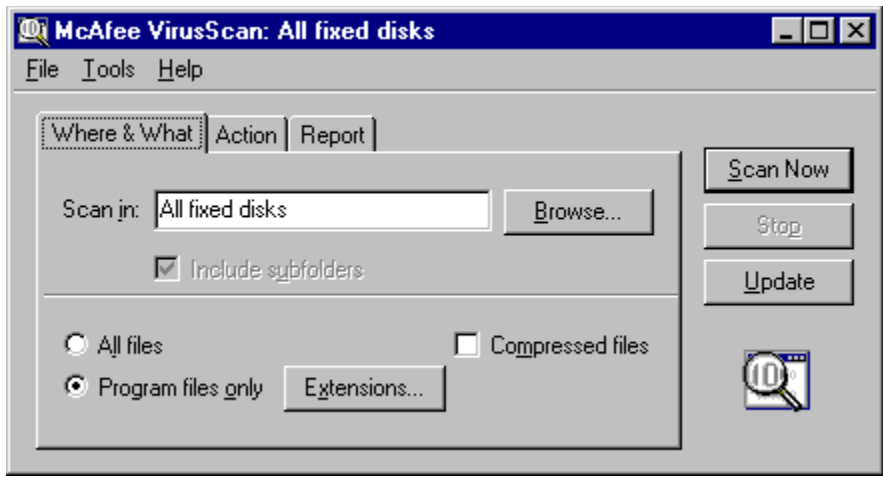 McAfee VirusScan: All fixed disks
File Tools Help
Where & What Action Report
Scan in: All fixed disks Browse...
Include subfolders
All files Compressed files
Program files only Extensions...
Scan Now
Stop
Update